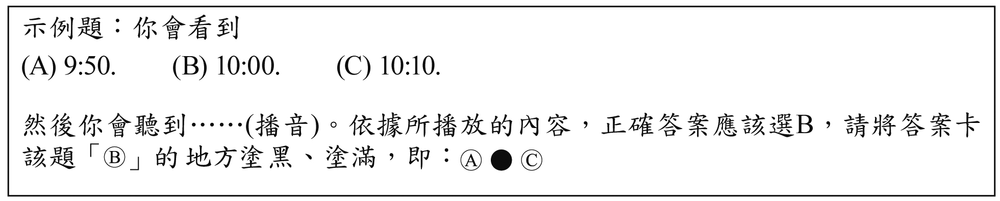 示例題：你會看到
(A) 9:50. (B) 10:00. (C) 10:10.
然後你會聽到……(播音)。依據所播放的內容，正確答案應該選B，請將答案卡
該題「Ⓑ」的地方塗黑、塗滿，即：Ⓐ ● Ⓒ